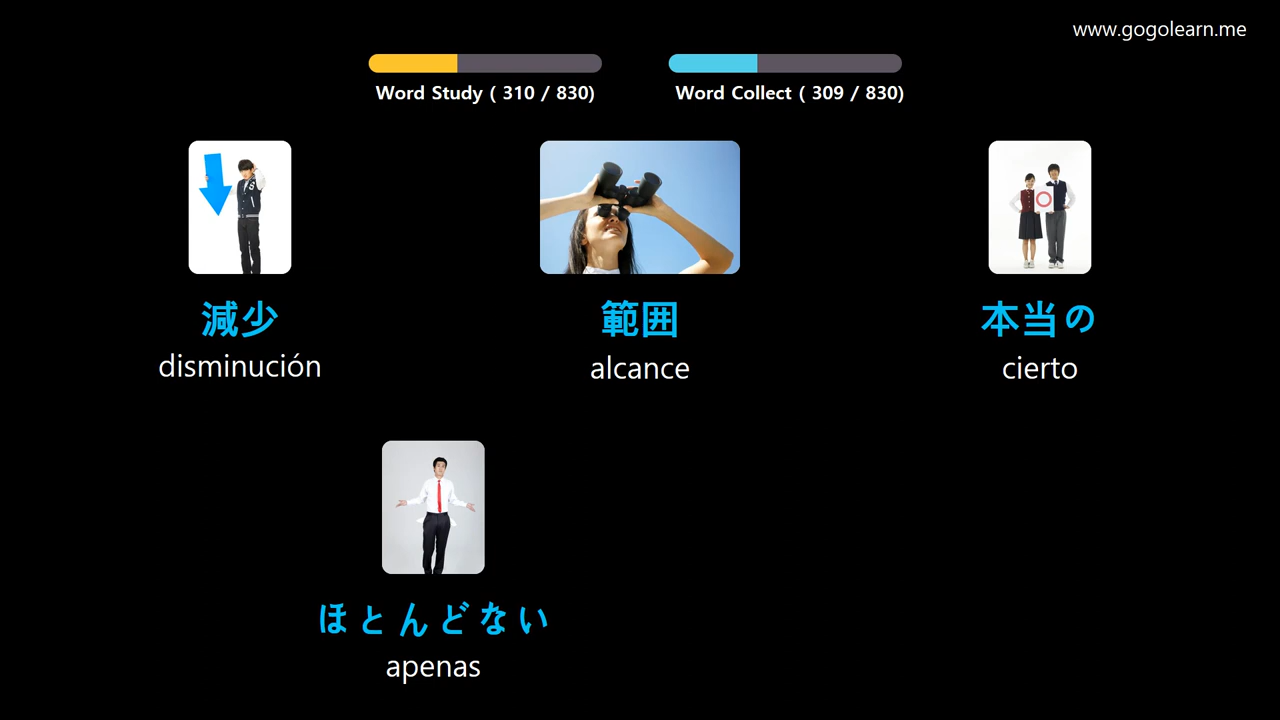 www.gogolearn.me
Word Study ( 310 / 830)
Word Collect ( 309 / 830)
減少
disminución
範囲
alcance
本当の
cierto
ほとんどない
apenas